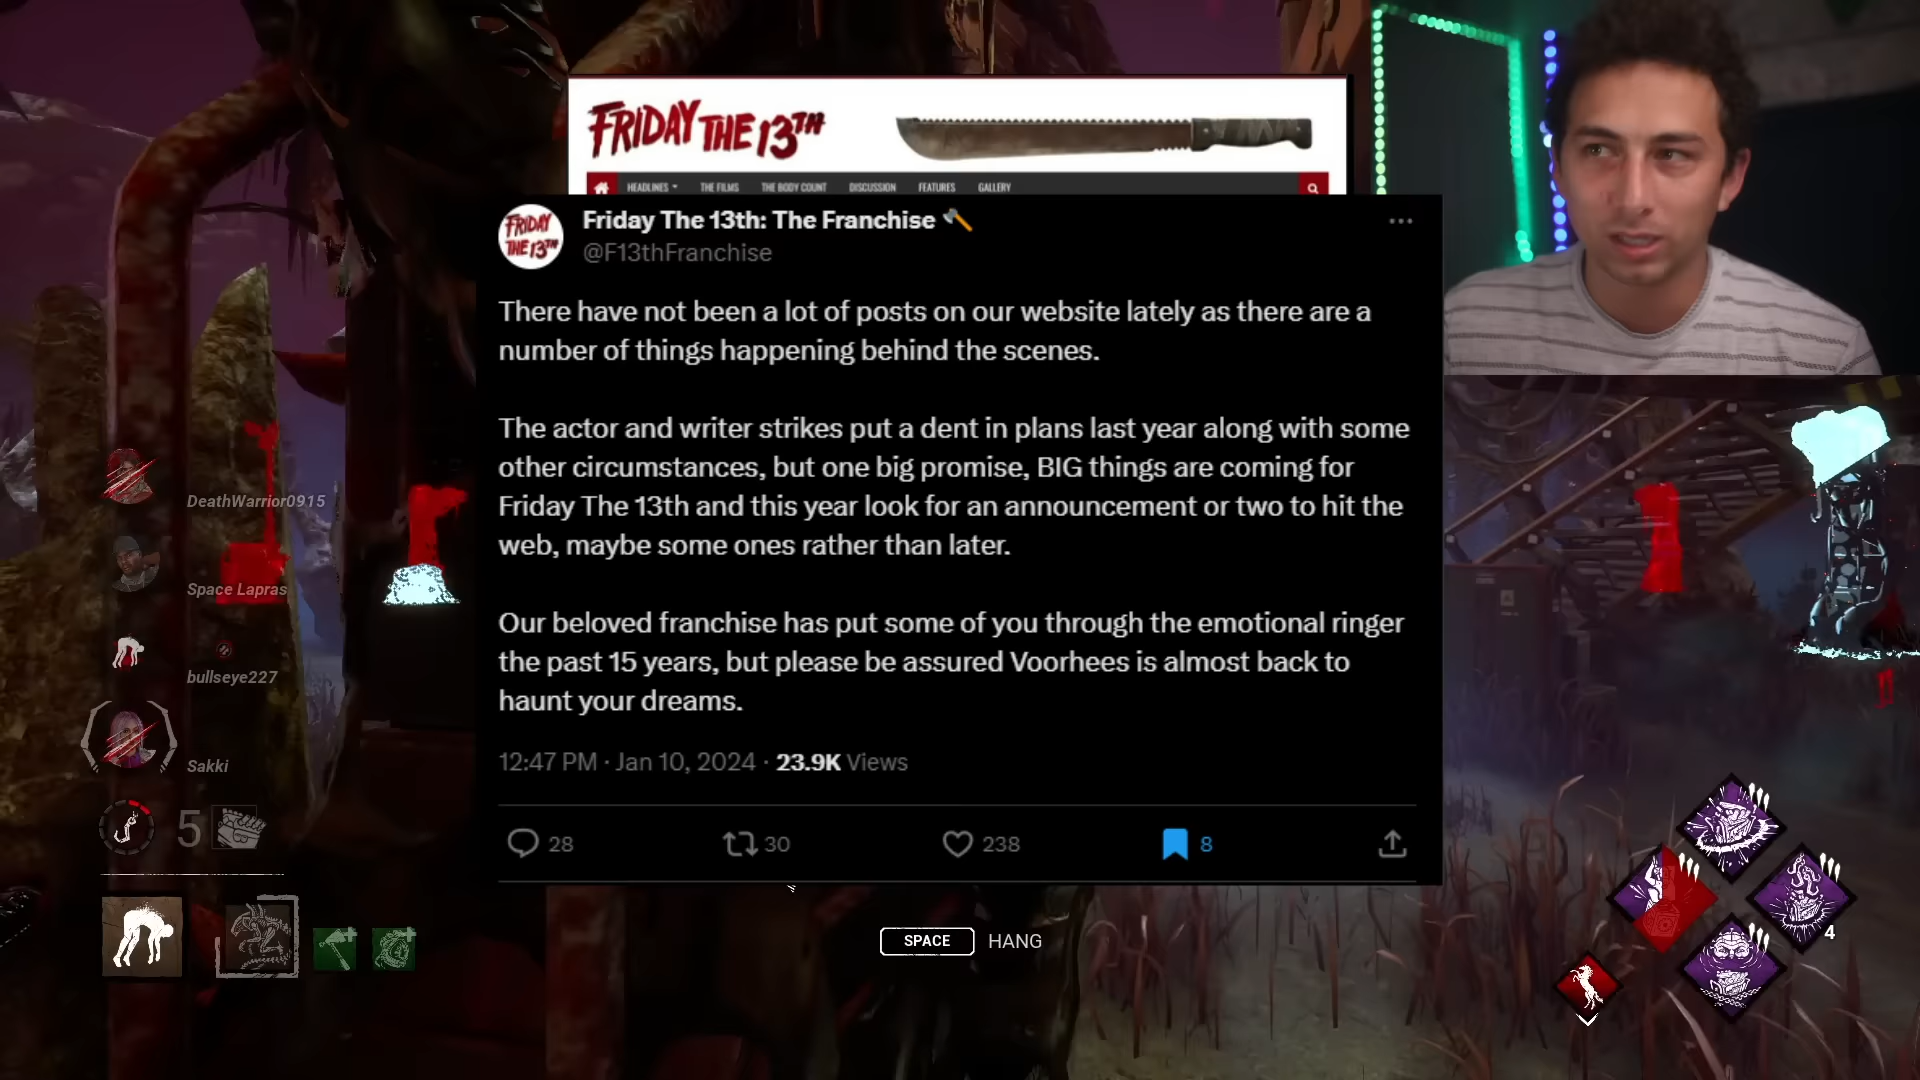 FRIDAY THE 13TH
HEADLINES THE FILMS THE BODY COUNT DISCUSSION FEATURES GALLERY
FRIDAY
THE 13TH
Friday The 13th: The Franchise 🪓
@F13thFranchise
There have not been a lot of posts on our website lately as there are a
number of things happening behind the scenes.
The actor and writer strikes put a dent in plans last year along with some
other circumstances, but one big promise, BIG things are coming for
Friday The 13th and this year look for an announcement or two to hit the
web, maybe some ones rather than later.
Our beloved franchise has put some of you through the emotional ringer
the past 15 years, but please be assured Voorhees is almost back to
haunt your dreams.
12:47 PM · Jan 10, 2024 · 23.9K Views
28 30 238 8
DeathWarrior0915
Space Lapras
bullseye227
Sakki
5
SPACE HANG
4